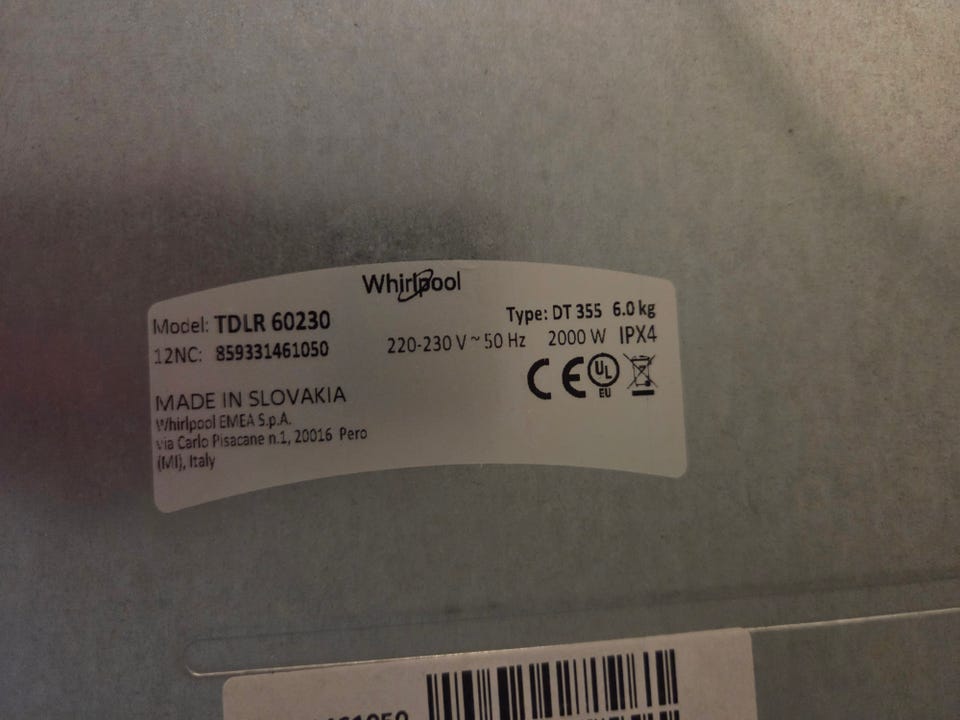 Whirlpool
Model: TDLR 60230
Type: DT 355 6.0 kg
12NC: 859331461050
220-230 V ~ 50 Hz 2000 W IPX4
CE UL
EU
MADE IN SLOVAKIA
Whirlpool EMEA S.p.A.
via Carlo Pisacane n.1, 20016 Pero
(MI), Italy